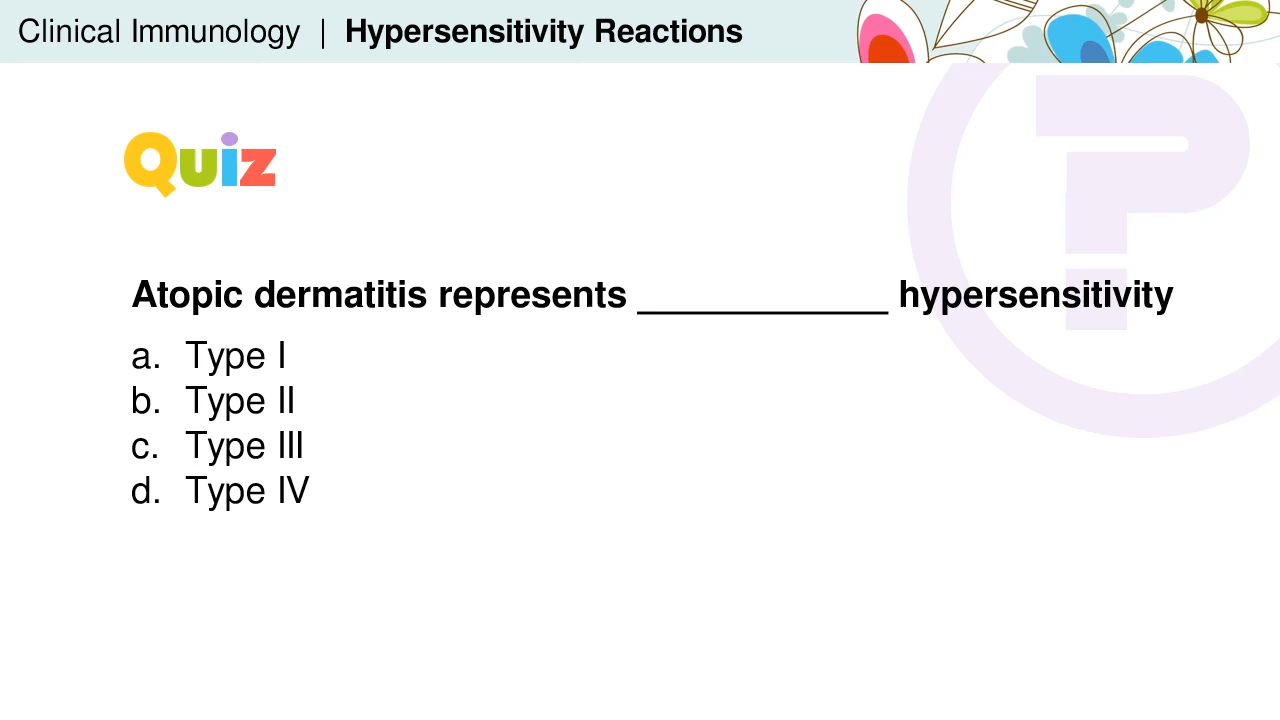 Clinical Immunology | Hypersensitivity Reactions
Quiz
Atopic dermatitis represents ____________ hypersensitivity
a. Type I
b. Type II
c. Type III
d. Type IV